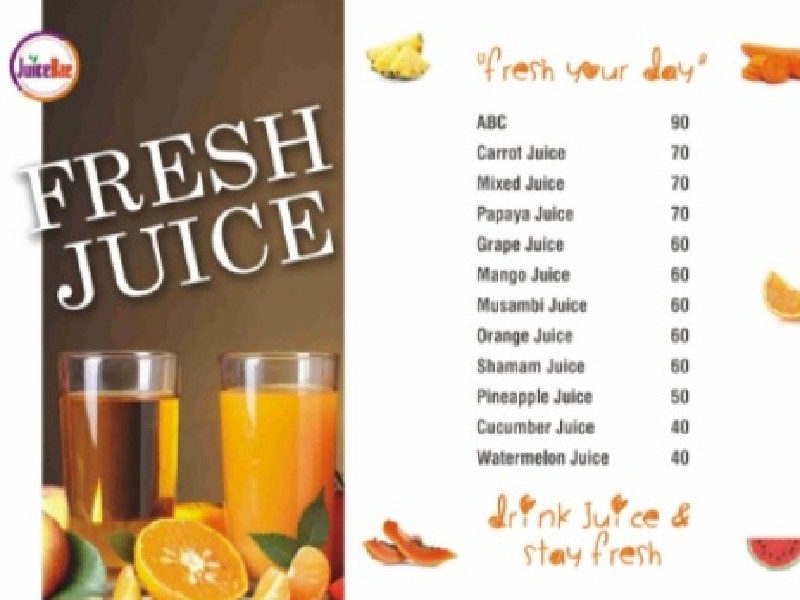 JuiceBae
FRESH
JUICE
"fresh your day"
ABC 90
Carrot Juice 70
Mixed Juice 70
Papaya Juice 70
Grape Juice 60
Mango Juice 60
Musambi Juice 60
Orange Juice 60
Shamam Juice 60
Pineapple Juice 50
Cucumber Juice 40
Watermelon Juice 40
drink Juice &
stay fresh